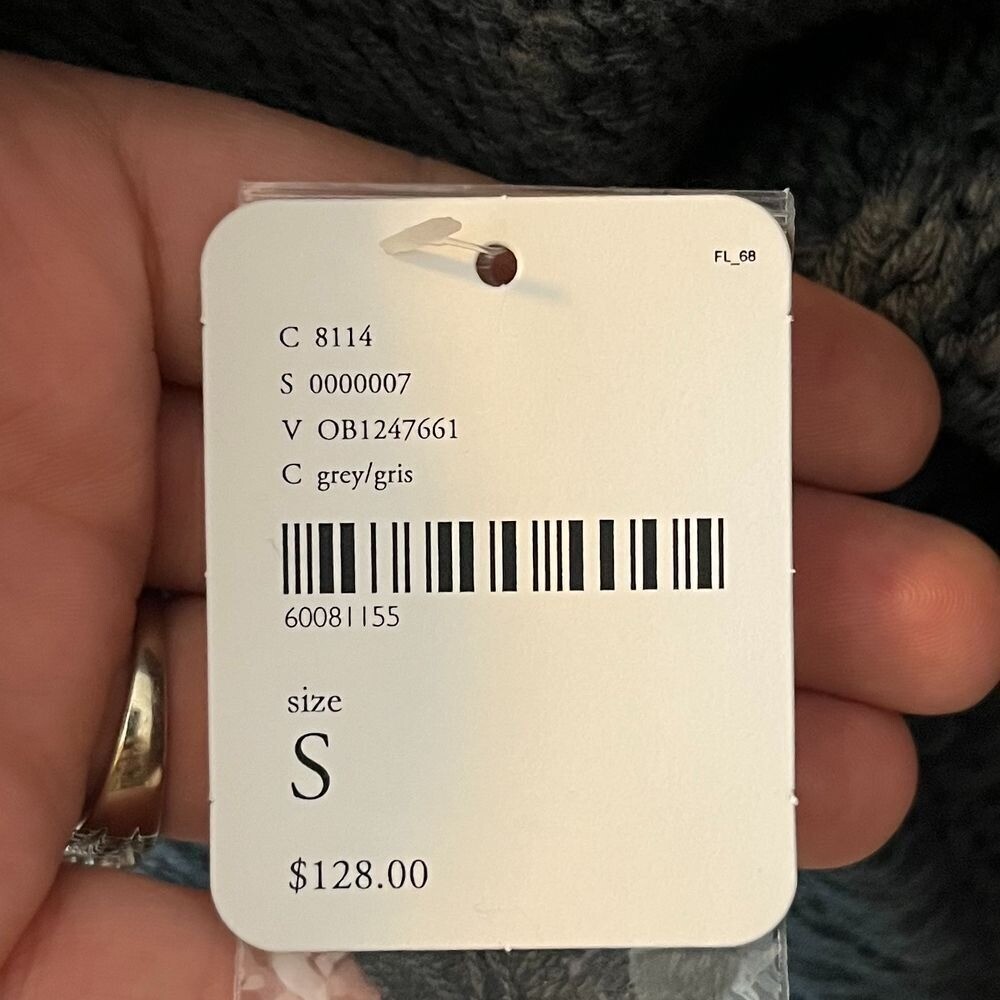 FL_68
C 8114
S 0000007
V OB1247661
C grey/gris
60081155
size
S
$128.00